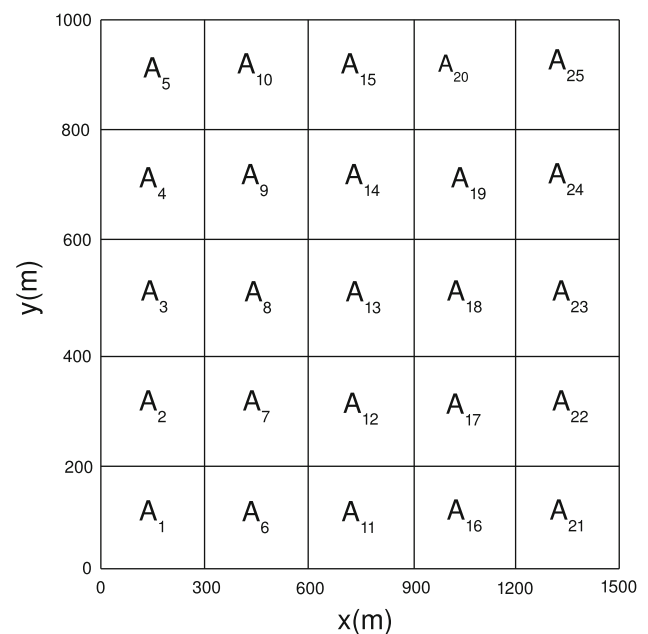 1000
A5 A10 A15 A20 A25
800
A4 A9 A14 A19 A24
600
A3 A8 A13 A18 A23
400
A2 A7 A12 A17 A22
200
A1 A6 A11 A16 A21
0
0 300 600 900 1200 1500
x(m)
y(m)